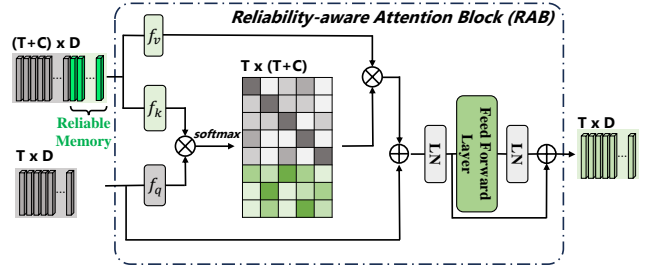 Reliability-aware Attention Block (RAB)
(T+C) x D
Reliable
Memory
T x D
f_v
f_k
f_q
softmax
T x (T+C)
LN
Feed Forward
Layer
LN
T x D